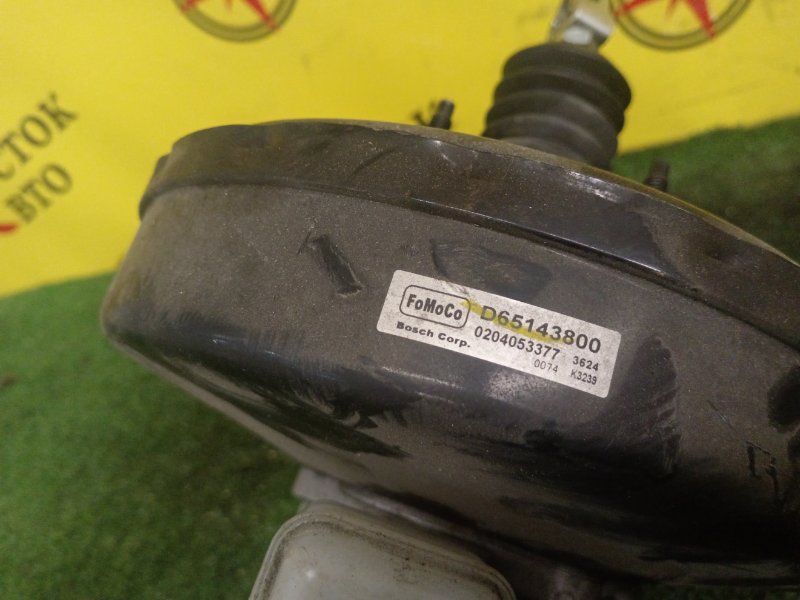 СТОК
ВТО
FoMoCo D65143800
Bosch Corp. 0204053377 3624
0074 K3239